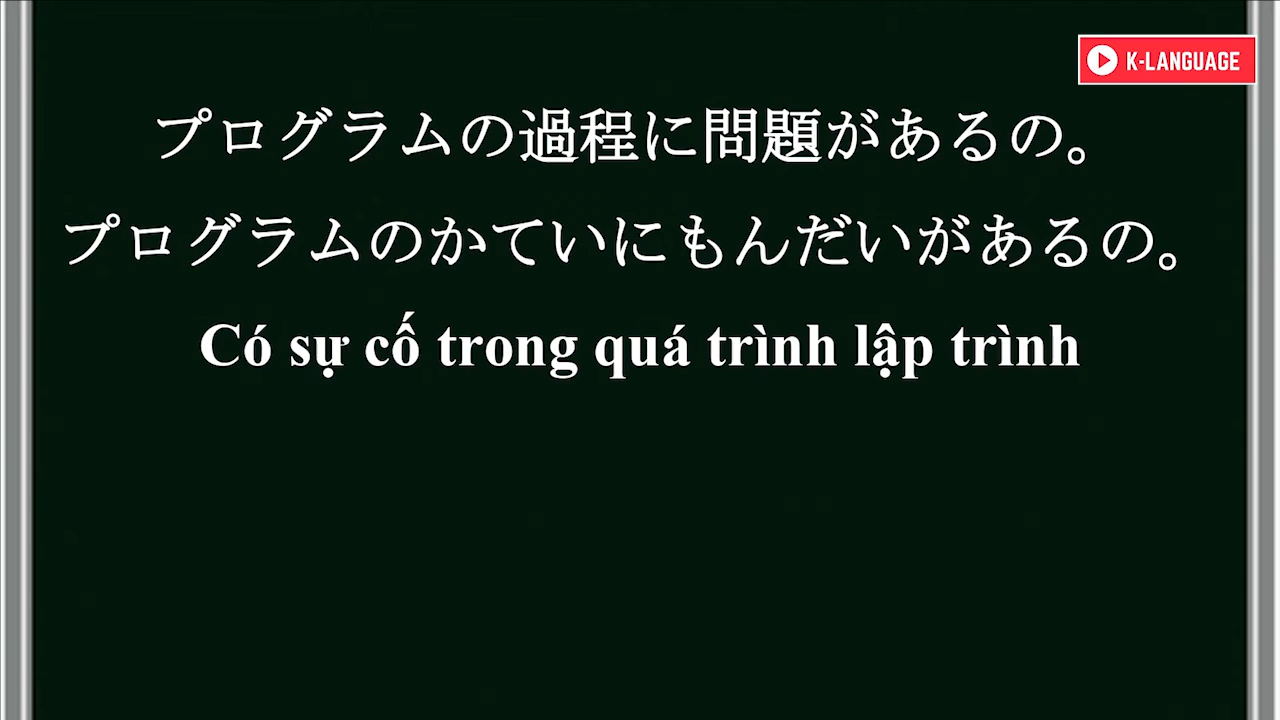 K-LANGUAGE
プログラムの過程に問題があるの。
プログラムのかていにもんだいがあるの。
Có sự cố trong quá trình lập trình